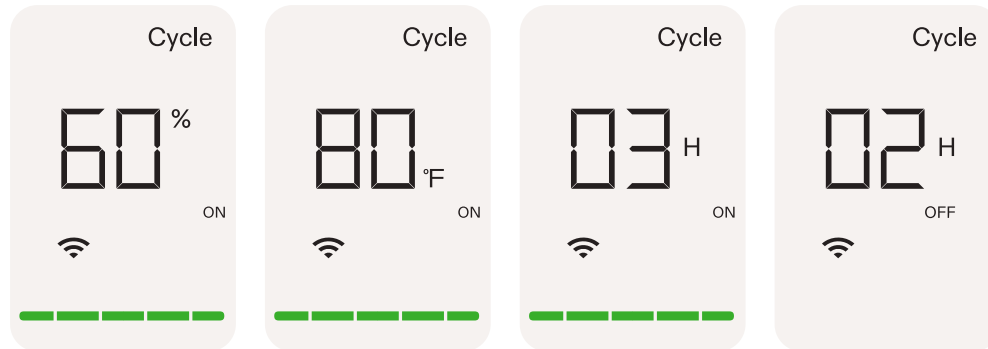 Cycle
60 %
ON
Cycle
80 °F
ON
Cycle
03 H
ON
Cycle
02 H
OFF